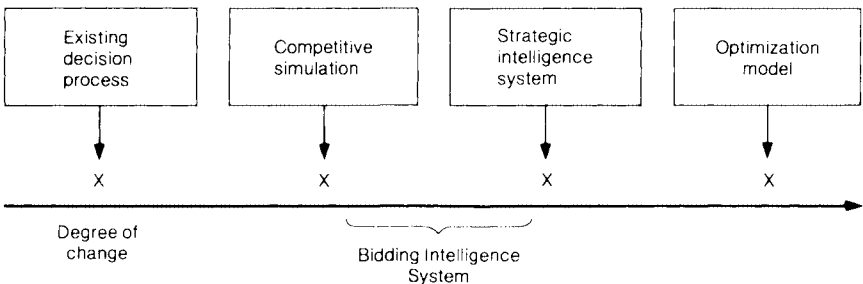 Existing
decision
process
Competitive
simulation
Strategic
intelligence
system
Optimization
model
X
X
X
X
Degree of
change
Bidding Intelligence
System